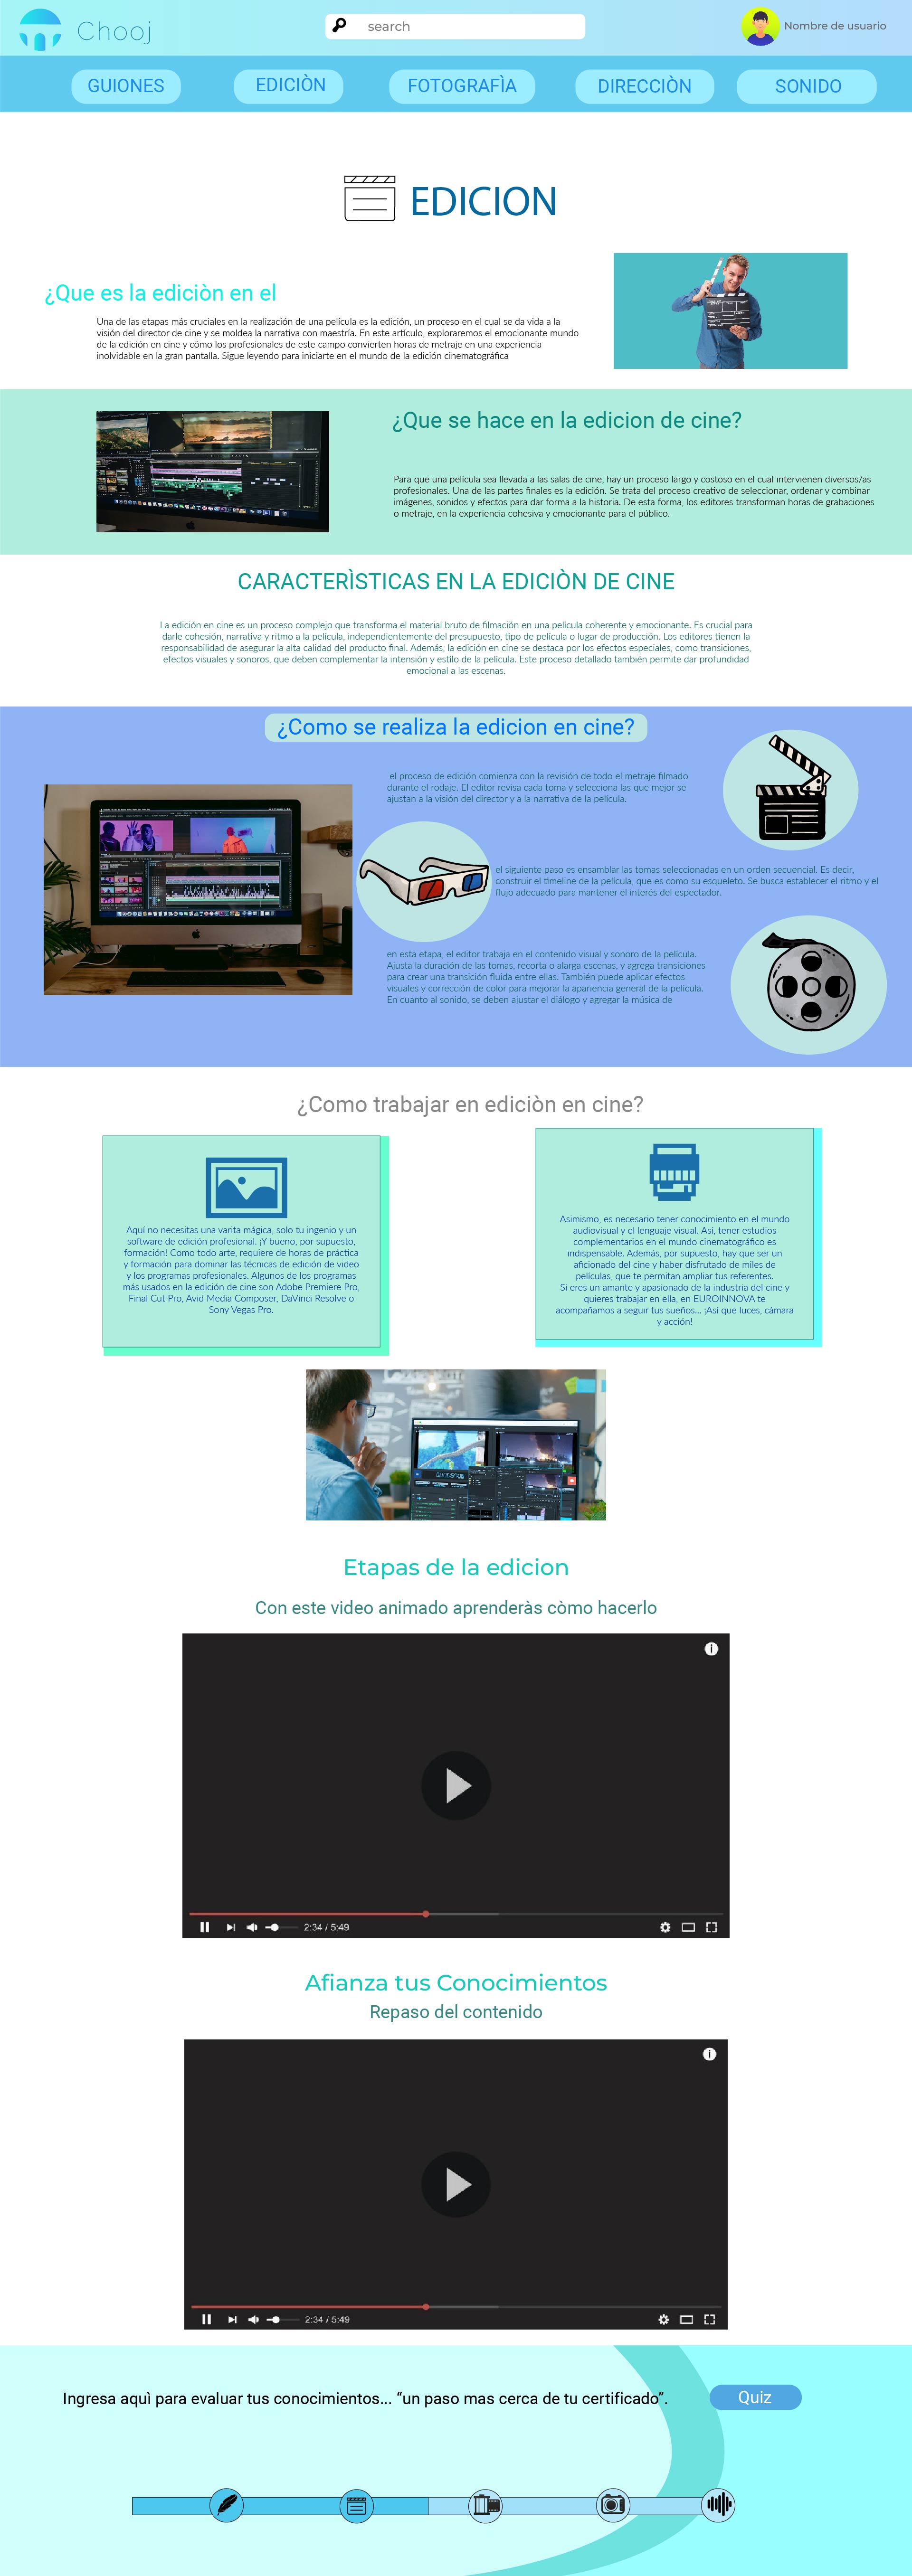 Chooj
search
Nombre de usuario
GUIONES
EDICIÒN
FOTOGRAFÌA
DIRECCIÒN
SONIDO
EDICION
¿Que es la ediciòn en el
Una de las etapas más cruciales en la realización de una película es la edición, un proceso en el cual se da vida a la
visión del director de cine y se moldea la narrativa con maestría. En este artículo, exploraremos el emocionante mundo
de la edición en cine y cómo los profesionales de este campo convierten horas de metraje en una experiencia
inolvidable en la gran pantalla. Sigue leyendo para iniciarte en el mundo de la edición cinematográfica
¿Que se hace en la edicion de cine?
Para que una película sea llevada a las salas de cine, hay un proceso largo y costoso en el cual intervienen diversos/as
profesionales. Una de las partes finales es la edición. Se trata del proceso creativo de seleccionar, ordenar y combinar
imágenes, sonidos y efectos para dar forma a la historia. De esta forma, los editores transforman horas de grabaciones
o metraje, en la experiencia cohesiva y emocionante para el público.
CARACTERÌSTICAS EN LA EDICIÒN DE CINE
La edición en cine es un proceso complejo que transforma el material bruto de filmación en una película coherente y emocionante. Es crucial para
darle cohesión, narrativa y ritmo a la película, independientemente del presupuesto, tipo de película o lugar de producción. Los editores tienen la
responsabilidad de asegurar la alta calidad del producto final. Además, la edición en cine se destaca por los efectos especiales, como transiciones,
efectos visuales y sonoros, que deben complementar la intensión y estilo de la película. Este proceso detallado también permite dar profundidad
emocional a las escenas.
¿Como se realiza la edicion en cine?
el proceso de edición comienza con la revisión de todo el metraje filmado
durante el rodaje. El editor revisa cada toma y selecciona las que mejor se
ajustan a la visión del director y a la narrativa de la película.
el siguiente paso es ensamblar las tomas seleccionadas en un orden secuencial. Es decir,
construir el timeline de la película, que es como su esqueleto. Se busca establecer el ritmo y el
flujo adecuado para mantener el interés del espectador.
en esta etapa, el editor trabaja en el contenido visual y sonoro de la película.
Ajusta la duración de las tomas, recorta o alarga escenas, y agrega transiciones
para crear una transición fluida entre ellas. También puede aplicar efectos
visuales y corrección de color para mejorar la apariencia general de la película.
En cuanto al sonido, se deben ajustar el diálogo y agregar la música de
¿Como trabajar en ediciòn en cine?
Aquí no necesitas una varita mágica, solo tu ingenio y un
software de edición profesional. ¡Y bueno, por supuesto,
formación! Como todo arte, requiere de horas de práctica
y formación para dominar las técnicas de edición de video
y los programas profesionales. Algunos de los programas
más usados en la edición de cine son Adobe Premiere Pro,
Final Cut Pro, Avid Media Composer, DaVinci Resolve o
Sony Vegas Pro.
Asimismo, es necesario tener conocimiento en el mundo
audiovisual y el lenguaje visual. Así, tener estudios
complementarios en el mundo cinematográfico es
indispensable. Además, por supuesto, hay que ser un
aficionado del cine y haber disfrutado de miles de
películas, que te permitan ampliar tus referentes.
Si eres un amante y apasionado de la industria del cine y
quieres trabajar en ella, en EUROINNOVA te
acompañamos a seguir tus sueños... ¡Así que luces, cámara
y acción!
Etapas de la edicion
Con este video animado aprenderàs còmo hacerlo
2:34 / 5:49
Afianza tus Conocimientos
Repaso del contenido
2:34 / 5:49
Ingresa aquì para evaluar tus conocimientos... “un paso mas cerca de tu certificado”.
Quiz